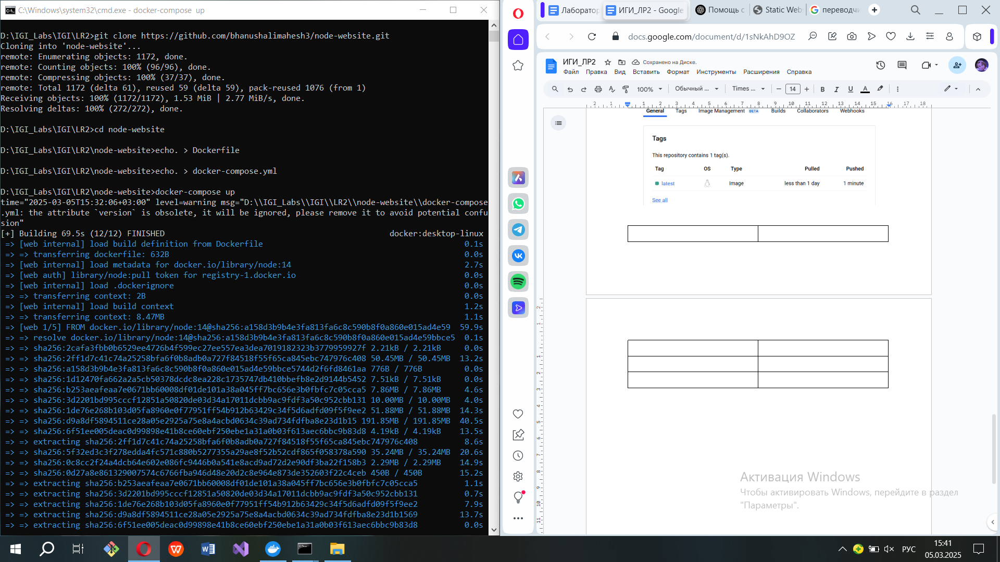 C:\Windows\system32\cmd.exe - docker-compose  up
D:\IGI_Labs\IGI\LR2>git clone https://github.com/bhanushalimahesh3/node-website.git
Cloning into 'node-website'...
remote: Enumerating objects: 1172, done.
remote: Counting objects: 100% (96/96), done.
remote: Compressing objects: 100% (37/37), done.
remote: Total 1172 (delta 61), reused 59 (delta 59), pack-reused 1076 (from 1)
Receiving objects: 100% (1172/1172), 1.53 MiB | 2.77 MiB/s, done.
Resolving deltas: 100% (272/272), done.
D:\IGI_Labs\IGI\LR2>cd node-website
D:\IGI_Labs\IGI\LR2\node-website>echo. > Dockerfile
D:\IGI_Labs\IGI\LR2\node-website>echo. > docker-compose.yml
D:\IGI_Labs\IGI\LR2\node-website>docker-compose up
time="2025-03-05T15:32:06+03:00" level=warning msg="D:\\IGI_Labs\\IGI\\LR2\\node-website\\docker-compose
.yml: the attribute `version` is obsolete, it will be ignored, please remove it to avoid potential confu
sion"
[+] Building 69.5s (12/12) FINISHED docker:desktop-linux
=> [web internal] load build definition from Dockerfile 0.1s
=> => transferring dockerfile: 632B 0.0s
=> [web internal] load metadata for docker.io/library/node:14 2.7s
=> [web auth] library/node:pull token for registry-1.docker.io 0.0s
=> [web internal] load .dockerignore 0.0s
=> => transferring context: 2B 0.0s
=> [web internal] load build context 1.2s
=> => transferring context: 8.47MB 1.1s
=> [web 1/5] FROM docker.io/library/node:14@sha256:a158d3b9b4e3fa813fa6c8c590b8f0a860e015ad4e59 59.9s
=> => resolve docker.io/library/node:14@sha256:a158d3b9b4e3fa813fa6c8c590b8f0a860e015ad4e59bbce5 0.1s
=> => sha256:2cafa3fbb0b6529ee4726b4f599ec27ee557ea3dea7019182323b3779959927f 2.21kB / 2.21kB 0.0s
=> => sha256:2ff1d7c41c74a25258bfa6f0b8adb0a727f84518f55f65ca845ebc747976c408 50.45MB / 50.45MB 13.2s
=> => sha256:a158d3b9b4e3fa813fa6c8c590b8f0a860e015ad4e59bbce5744d2f6fd8461aa 776B / 776B 0.0s
=> => sha256:1d12470fa662a2a5cb50378dcdc8ea228c1735747db410bbefb8e2d9144b5452 7.51kB / 7.51kB 0.0s
=> => sha256:b253aeafeaa7e0671bb60008df01de101a38a045ff7bc656e3b0fbfc7c05cca5 7.86MB / 7.86MB 4.6s
=> => sha256:3d2201bd995cccf12851a50820de03d34a17011dcbb9ac9fdf3a50c952cbb131 10.00MB / 10.00MB 4.0s
=> => sha256:1de76e268b103d05fa8960e0f77951ff54b912b63429c34f5d6adfd09f5f9ee2 51.88MB / 51.88MB 14.3s
=> => sha256:d9a8df5894511ce28a05e2925a75e8a4acbd0634c39ad734fdfba8e23d1b15 191.85MB / 191.85MB 40.5s
=> => sha256:6f51ee005deac0d99898e41b8ce60ebf250ebe1a31a0b03f613aec6bbc9b83d8 4.19kB / 4.19kB 13.5s
=> => extracting sha256:2ff1d7c41c74a25258bfa6f0b8adb0a727f84518f55f65ca845ebc747976c408 8.6s
=> => sha256:5f32ed3c3f278edda4fc571c880b5277355a29ae8f52b52cdf865f058378a590 35.24MB / 35.24MB 20.6s
=> => sha256:0c8cc2f24a4dcb64e602e086fc9446b0a541e8acd9ad72d2e90df3ba22f158b3 2.29MB / 2.29MB 14.9s
=> => sha256:0d27a8e861329007574c6766fba946d48e20d2c8e964e873de352603f22c4ceb 450B / 450B 15.2s
=> => extracting sha256:b253aeafeaa7e0671bb60008df01de101a38a045ff7bc656e3b0fbfc7c05cca5 1.1s
=> => extracting sha256:3d2201bd995cccf12851a50820de03d34a17011dcbb9ac9fdf3a50c952cbb131 0.7s
=> => extracting sha256:1de76e268b103d05fa8960e0f77951ff54b912b63429c34f5d6adfd09f5f9ee2 7.9s
=> => extracting sha256:d9a8df5894511ce28a05e2925a75e8a4acbd0634c39ad734fdfba8e23d1b1569 13.7s
=> => extracting sha256:6f51ee005deac0d99898e41b8ce60ebf250ebe1a31a0b03f613aec6bbc9b83d8 0.0s
Лаборатор ИГИ_ЛР2 - Google Помощь с Static Web переводчи
docs.google.com/document/d/1sNkAhD9OZ
ИГИ_ЛР2 Сохранено на Диске.
Файл Правка Вид Вставить Формат Инструменты Расширения Справка
100% Обычный ... Times ... − 14 + B I U A
2 1 1 2 3 4 5 6 7 8 9 10 11 12 13 14 15 16 17 18
General Tags Image Management BETA Builds Collaborators Webhooks
Tags
This repository contains 1 tag(s).
Tag OS Type Pulled Pushed
latest Image less than 1 day 1 minute
See all
Активация Windows
Чтобы активировать Windows, перейдите в раздел
"Параметры".
РУС
15:41
05.03.2025